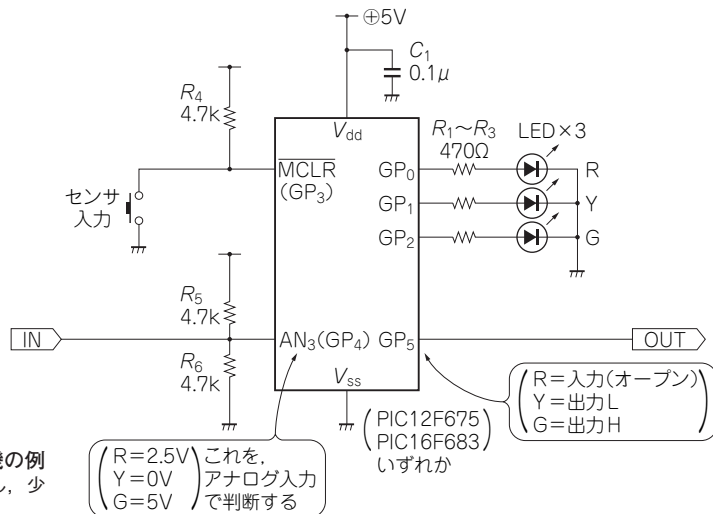 ⊕5V
C1
0.1μ
R4
4.7k
Vdd
R1～R3
470Ω
LED×3
MCLR
(GP3)
GP0
R
センサ
入力
GP1
Y
GP2
G
R5
4.7k
IN
AN3(GP4)
GP5
OUT
R6
4.7k
Vss
R=入力(オープン)
Y=出力L
G=出力H
PIC12F675
PIC16F683
いずれか
の例
R=2.5V
Y=0V
G=5V
これを，
アナログ入力
で判断する
，少